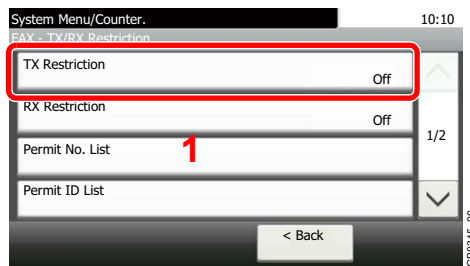 System Menu/Counter.
10:10
FAX - TX/RX Restriction
TX Restriction
Off
RX Restriction
Off
1/2
Permit No. List
1
Permit ID List
< Back